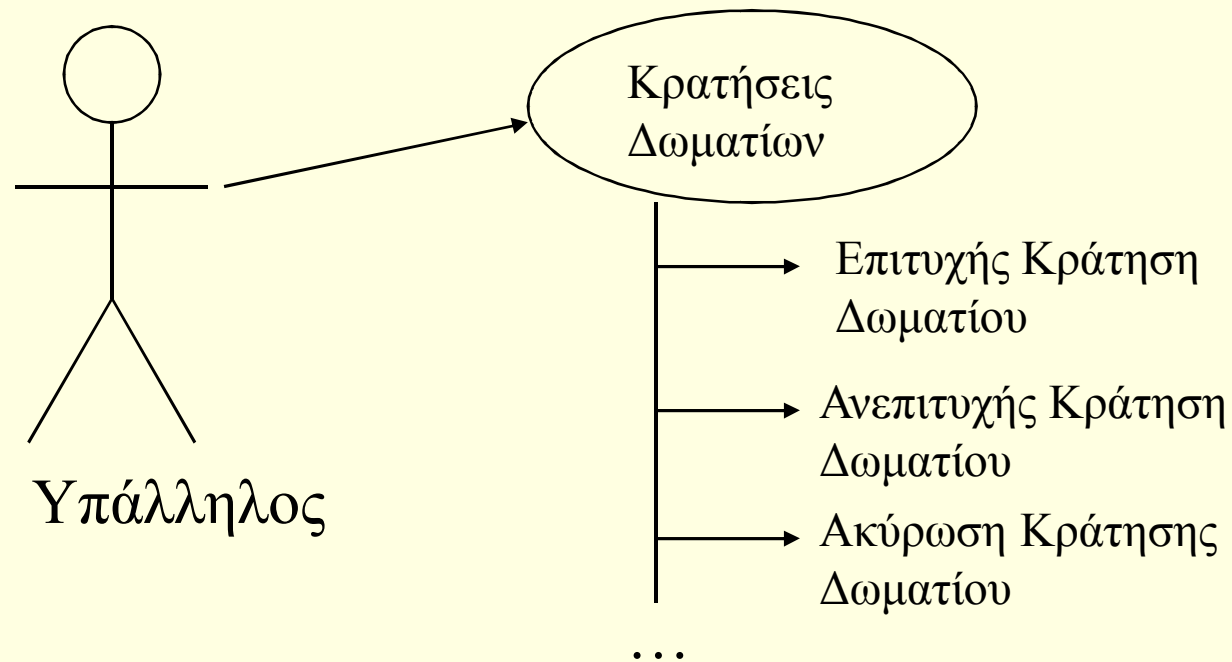 Κρατήσεις
Δωματίων
Επιτυχής Κράτηση
Δωματίου
Ανεπιτυχής Κράτηση
Δωματίου
Υπάλληλος
Ακύρωση Κράτησης
Δωματίου
…